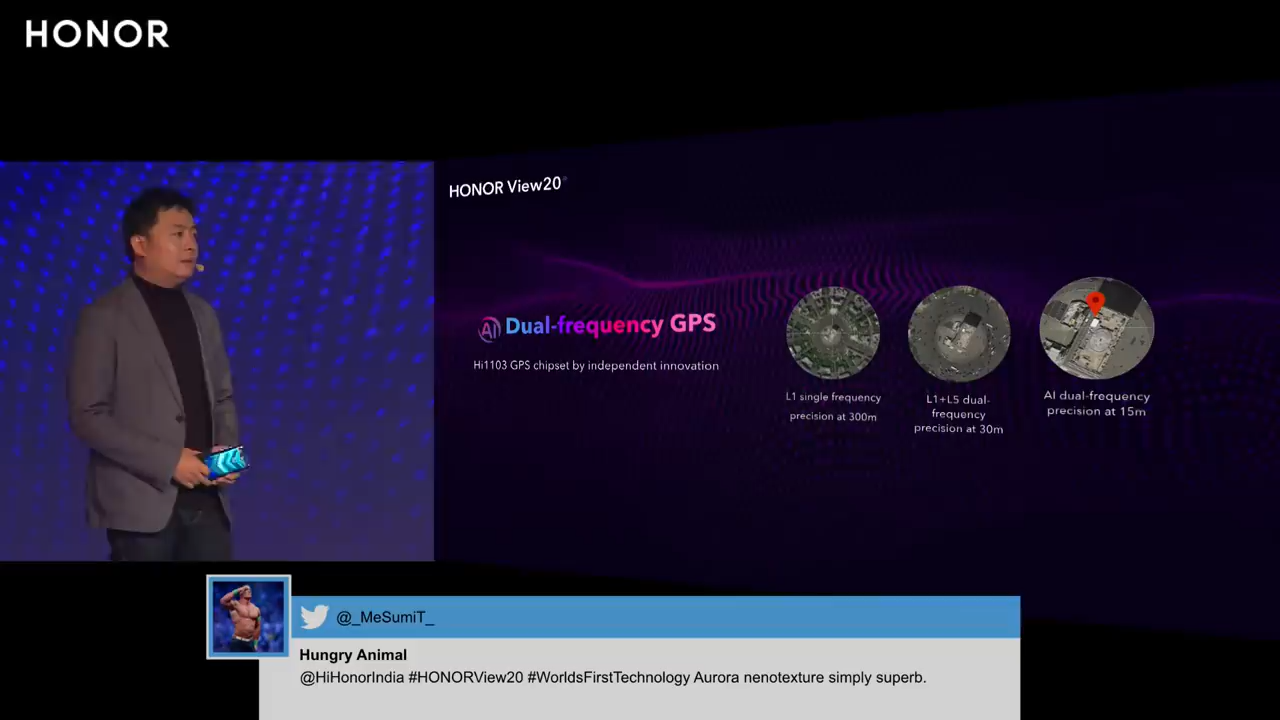 HONOR
HONOR View20
AI Dual-frequency GPS
Hi1103 GPS chipset by independent innovation
L1 single frequency
precision at 300m
L1+L5 dual-
frequency
precision at 30m
AI dual-frequency
precision at 15m
@_MeSumiT_
Hungry Animal
@HiHonorIndia #HONORView20 #WorldsFirstTechnology Aurora nenotexture simply superb.